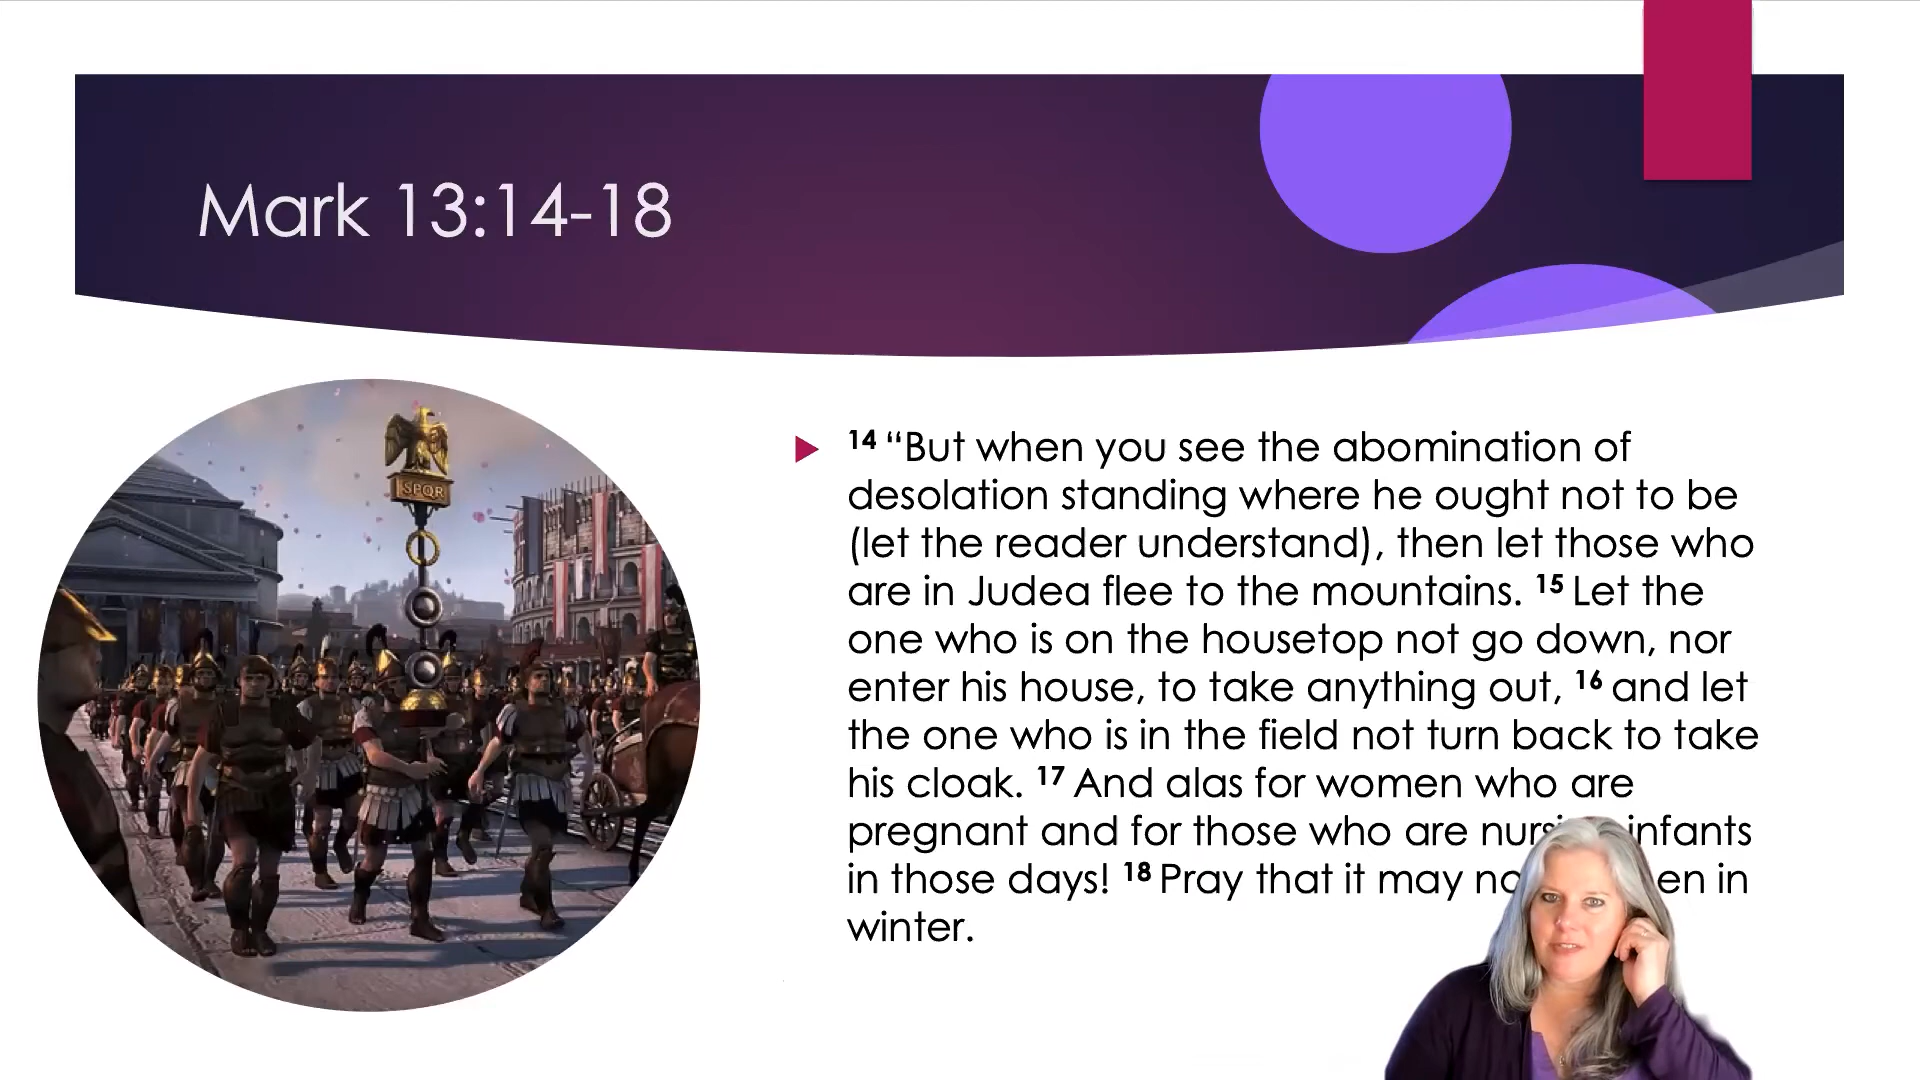 Mark 13:14-18
SPQR
14 “But when you see the abomination of
desolation standing where he ought not to be
(let the reader understand), then let those who
are in Judea flee to the mountains. 15 Let the
one who is on the housetop not go down, nor
enter his house, to take anything out, 16 and let
the one who is in the field not turn back to take
his cloak. 17 And alas for women who are
pregnant and for those who are infants
in those days! 18 Pray that it may in
winter.